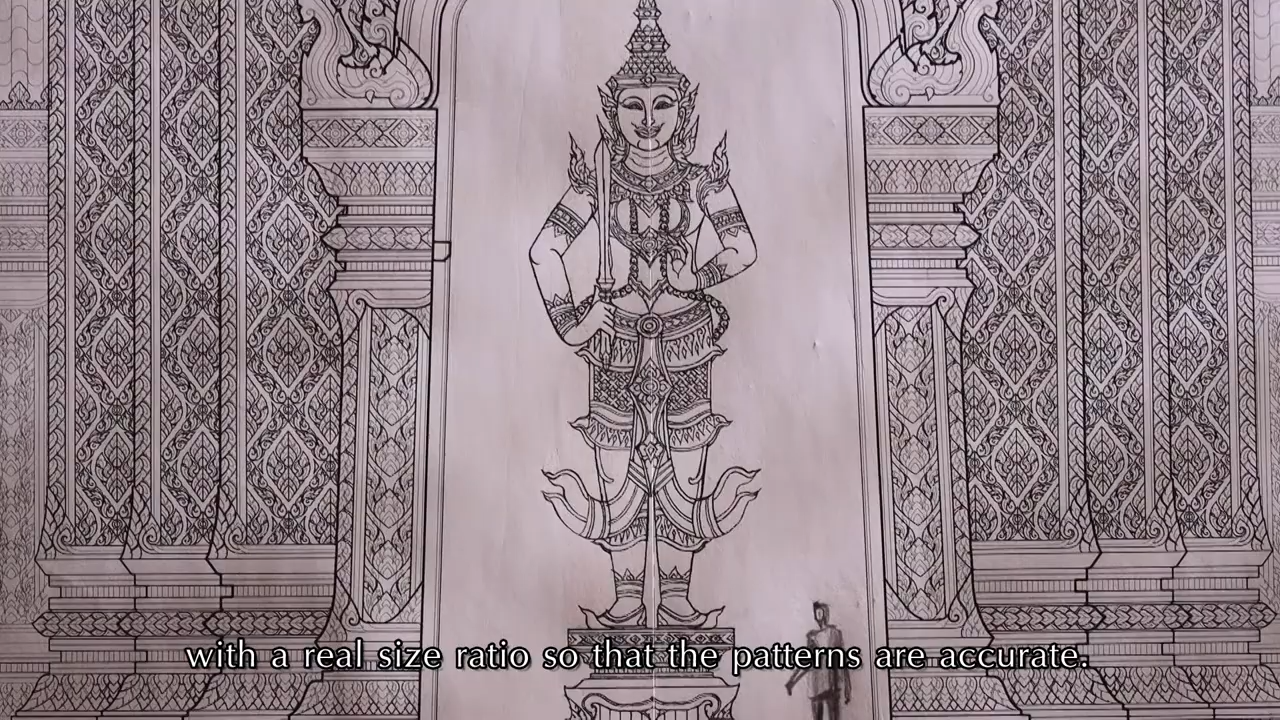 with a real size ratio so that the patterns are accurate.